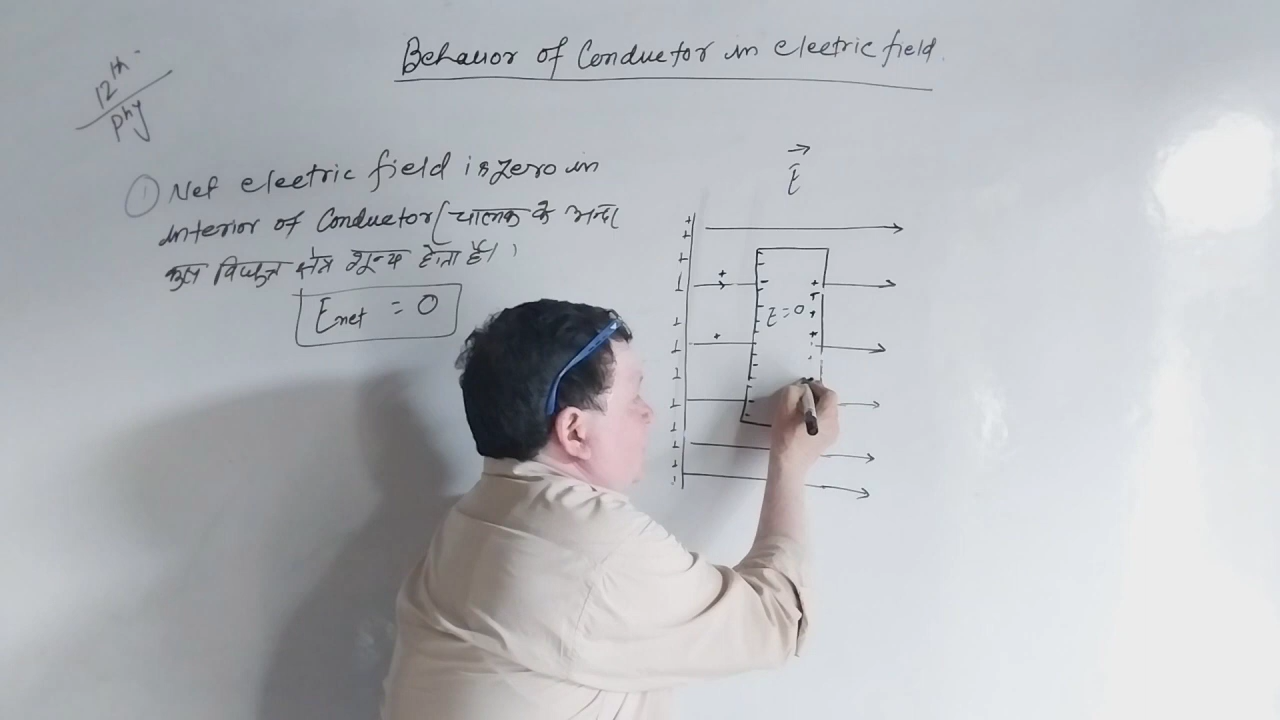 12th
phy
Behavior of Conductor in electric field.
① Net electric field is zero in
interior of Conductor (चालक के अन्दर
कुल विद्युत क्षेत्र शून्य होता है।)
Enet = 0
E
E = 0